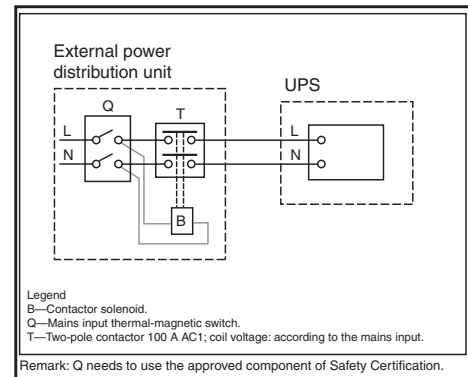 External power
distribution unit
UPS
Q
T
L
L
N
N
B
Legend
B—Contactor solenoid.
Q—Mains input thermal-magnetic switch.
T—Two-pole contactor 100 A AC1; coil voltage: according to the mains input.
Remark: Q needs to use the approved component of Safety Certification.